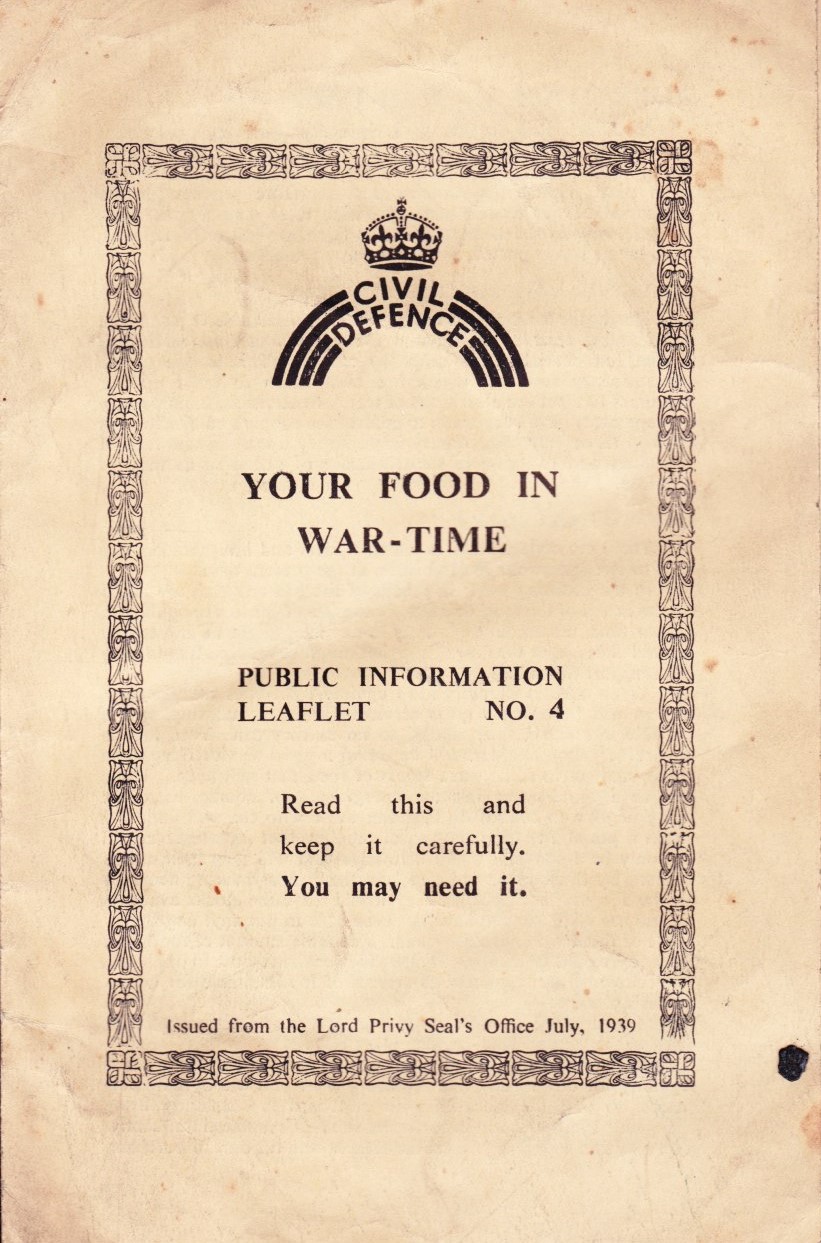 CIVIL
DEFENCE
YOUR FOOD IN
WAR-TIME
PUBLIC INFORMATION
LEAFLET NO. 4
Read this and
keep it carefully.
You may need it.
Issued from the Lord Privy Seal's Office July, 1939